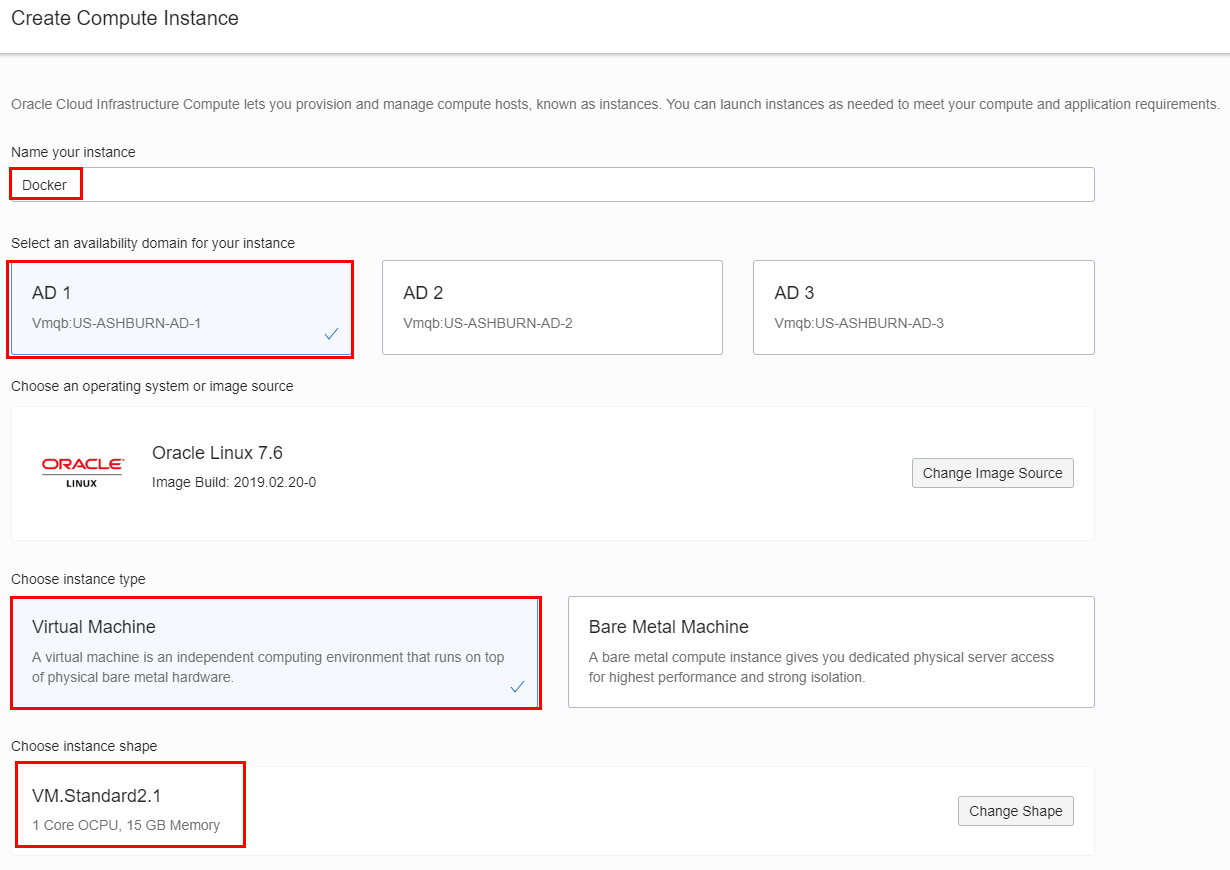 Create Compute Instance
Oracle Cloud Infrastructure Compute lets you provision and manage compute hosts, known as instances. You can launch instances as needed to meet your compute and application requirements.
Name your instance
Docker
Select an availability domain for your instance
AD 1
Vmqb:US-ASHBURN-AD-1
AD 2
Vmqb:US-ASHBURN-AD-2
AD 3
Vmqb:US-ASHBURN-AD-3
Choose an operating system or image source
ORACLE
LINUX
Oracle Linux 7.6
Image Build: 2019.02.20-0
Change Image Source
Choose instance type
Virtual Machine
A virtual machine is an independent computing environment that runs on top
of physical bare metal hardware.
Bare Metal Machine
A bare metal compute instance gives you dedicated physical server access
for highest performance and strong isolation.
Choose instance shape
VM.Standard2.1
1 Core OCPU, 15 GB Memory
Change Shape